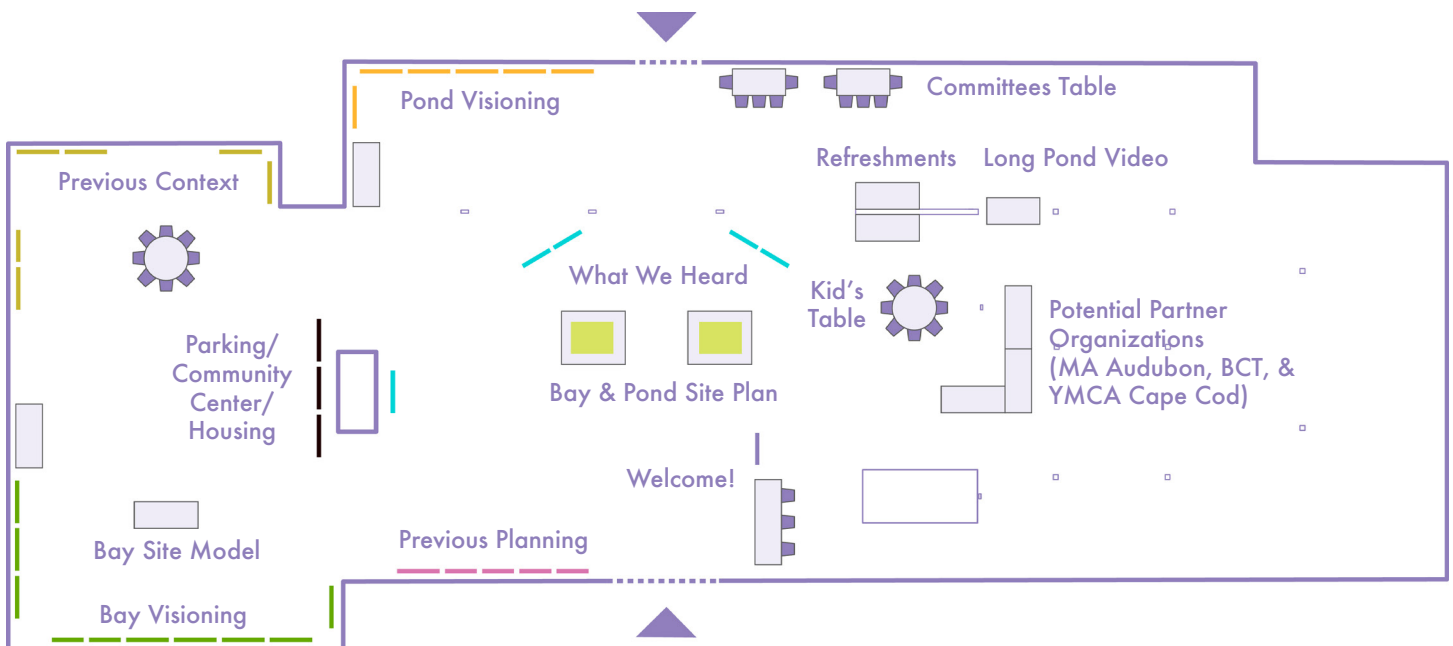 Pond Visioning
Committees Table
Previous Context
Refreshments
Long Pond Video
What We Heard
Kid's
Table
Potential Partner
Organizations
(MA Audubon, BCT, &
YMCA Cape Cod)
Parking/
Community
Center/
Housing
Bay & Pond Site Plan
Welcome!
Bay Site Model
Previous Planning
Bay Visioning